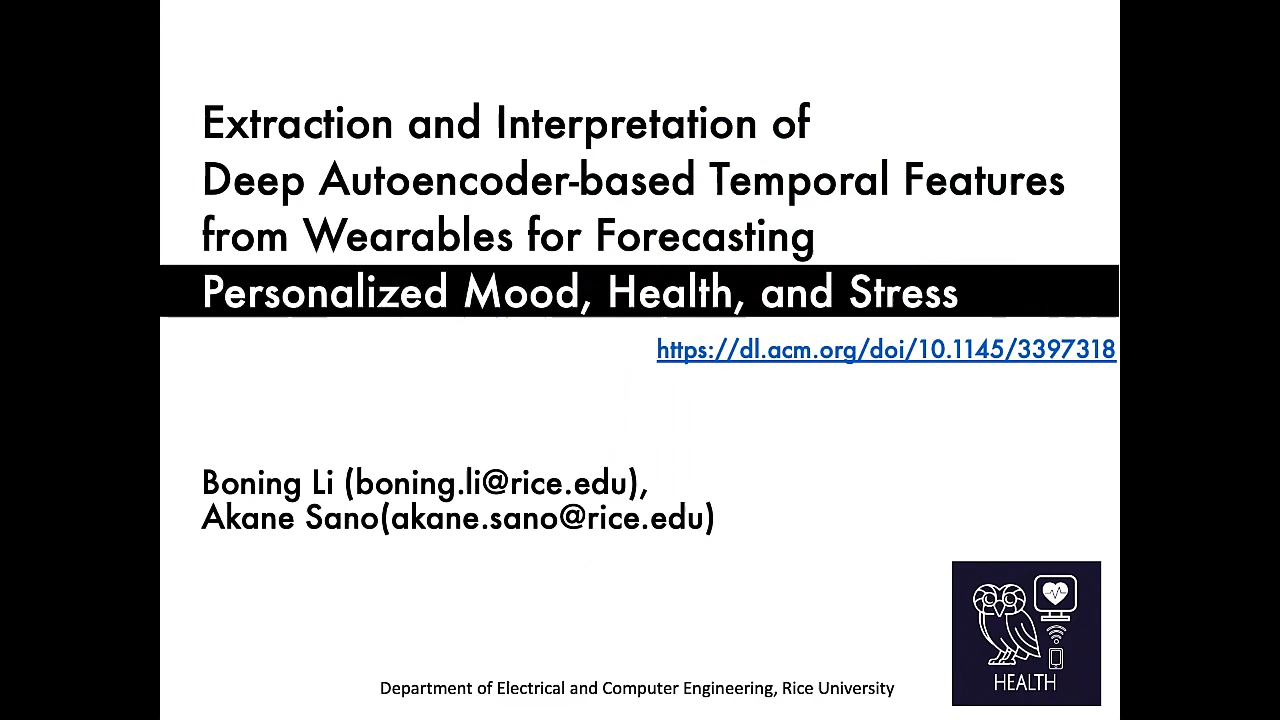 Extraction and Interpretation of
Deep Autoencoder-based Temporal Features
from Wearables for Forecasting
Personalized Mood, Health, and Stress
https://dl.acm.org/doi/10.1145/3397318
Boning Li (boning.li@rice.edu),
Akane Sano(akane.sano@rice.edu)
HEALTH
Department of Electrical and Computer Engineering, Rice University